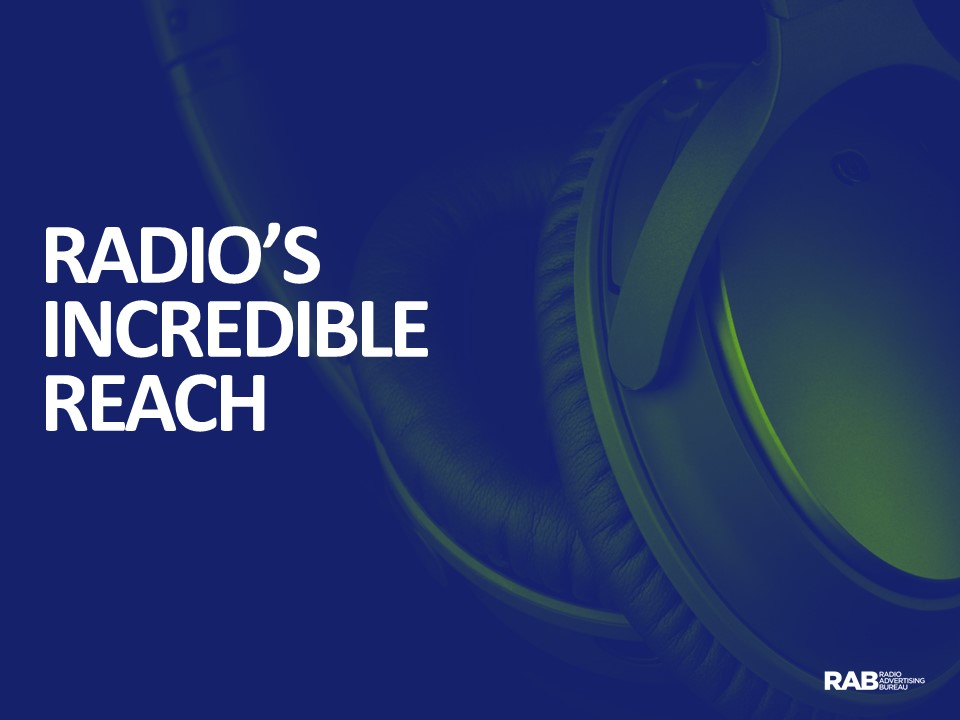 RADIO’S
INCREDIBLE
REACH
RAB RADIO
ADVERTISING
BUREAU